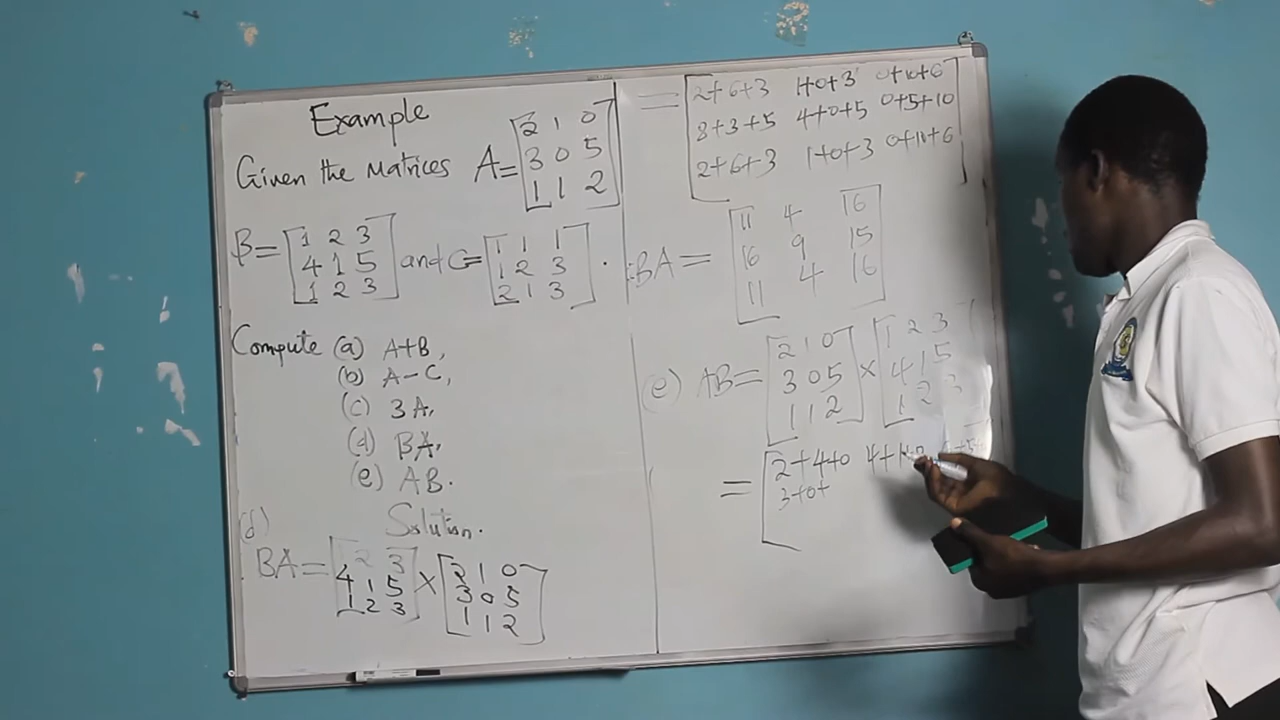 Example
Given the Matrices A=[2 1 0
3 0 5
1 1 2]
B=[1 2 3
4 1 5
1 2 3] and C=[1 1 1
1 2 3
2 1 3].
Compute (a) A+B,
(b) A-C,
(c) 3A,
(d) BA,
(e) AB.
Solution.
(d)
BA=[2 3
4 1 5
1 2 3] × [2 1 0
3 0 5
1 1 2]
=[2+6+3 1+0+3 0+10+6
8+3+5 4+0+5 0+5+10
2+6+3 1+0+3 0+10+6]
∴BA= [11 4 16
16 9 15
11 4 16]
(e) AB=[2 1 0
3 0 5
1 1 2] × [1 2 3
4 1 5
1 2 3
=[2+4+0 4+1+0
3+0+